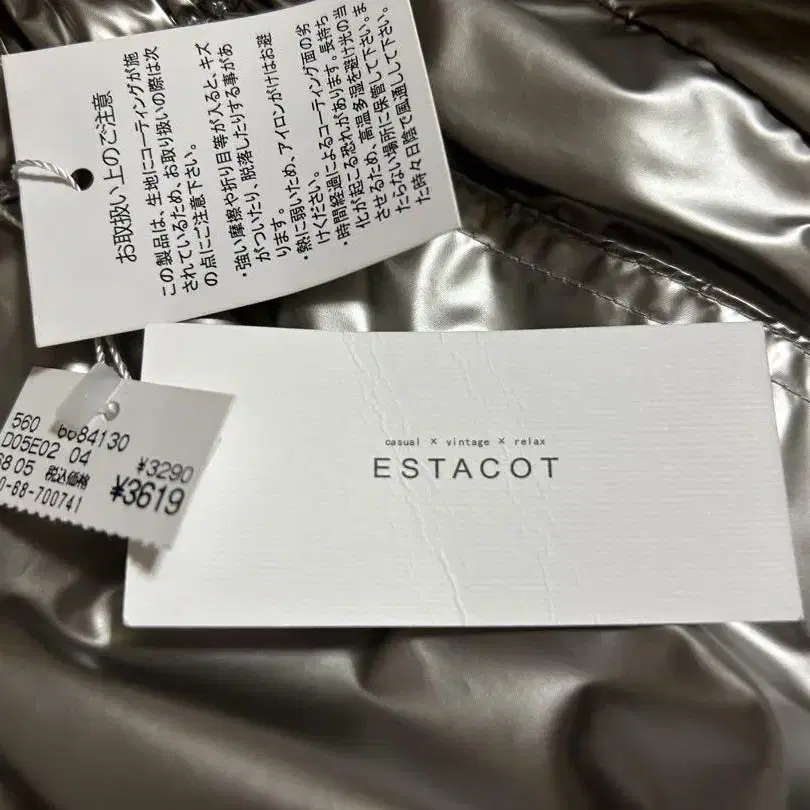 お取扱い上のご注意
この製品は、生地にコーティングが施
されているため、お取り扱いの際は次
の点にご注意下さい。
・強い摩擦や折り目等が入ると、キズ
がついたり、脱落したりする事があ
ります。
・熱に弱いため、アイロンがけはお避
けください。
・時間経過によるコーティング面の劣
化が起こる恐れがあります。長持ち
させるため、高温多湿を避け光の当
たらない場所に保管して下さい。ま
た時々日陰で風通しして下さい。
560 6684130
D05E02 04
¥3290
68 05 税込価格 ¥3619
0-68-700741
casual × vintage × relax
ESTACOT